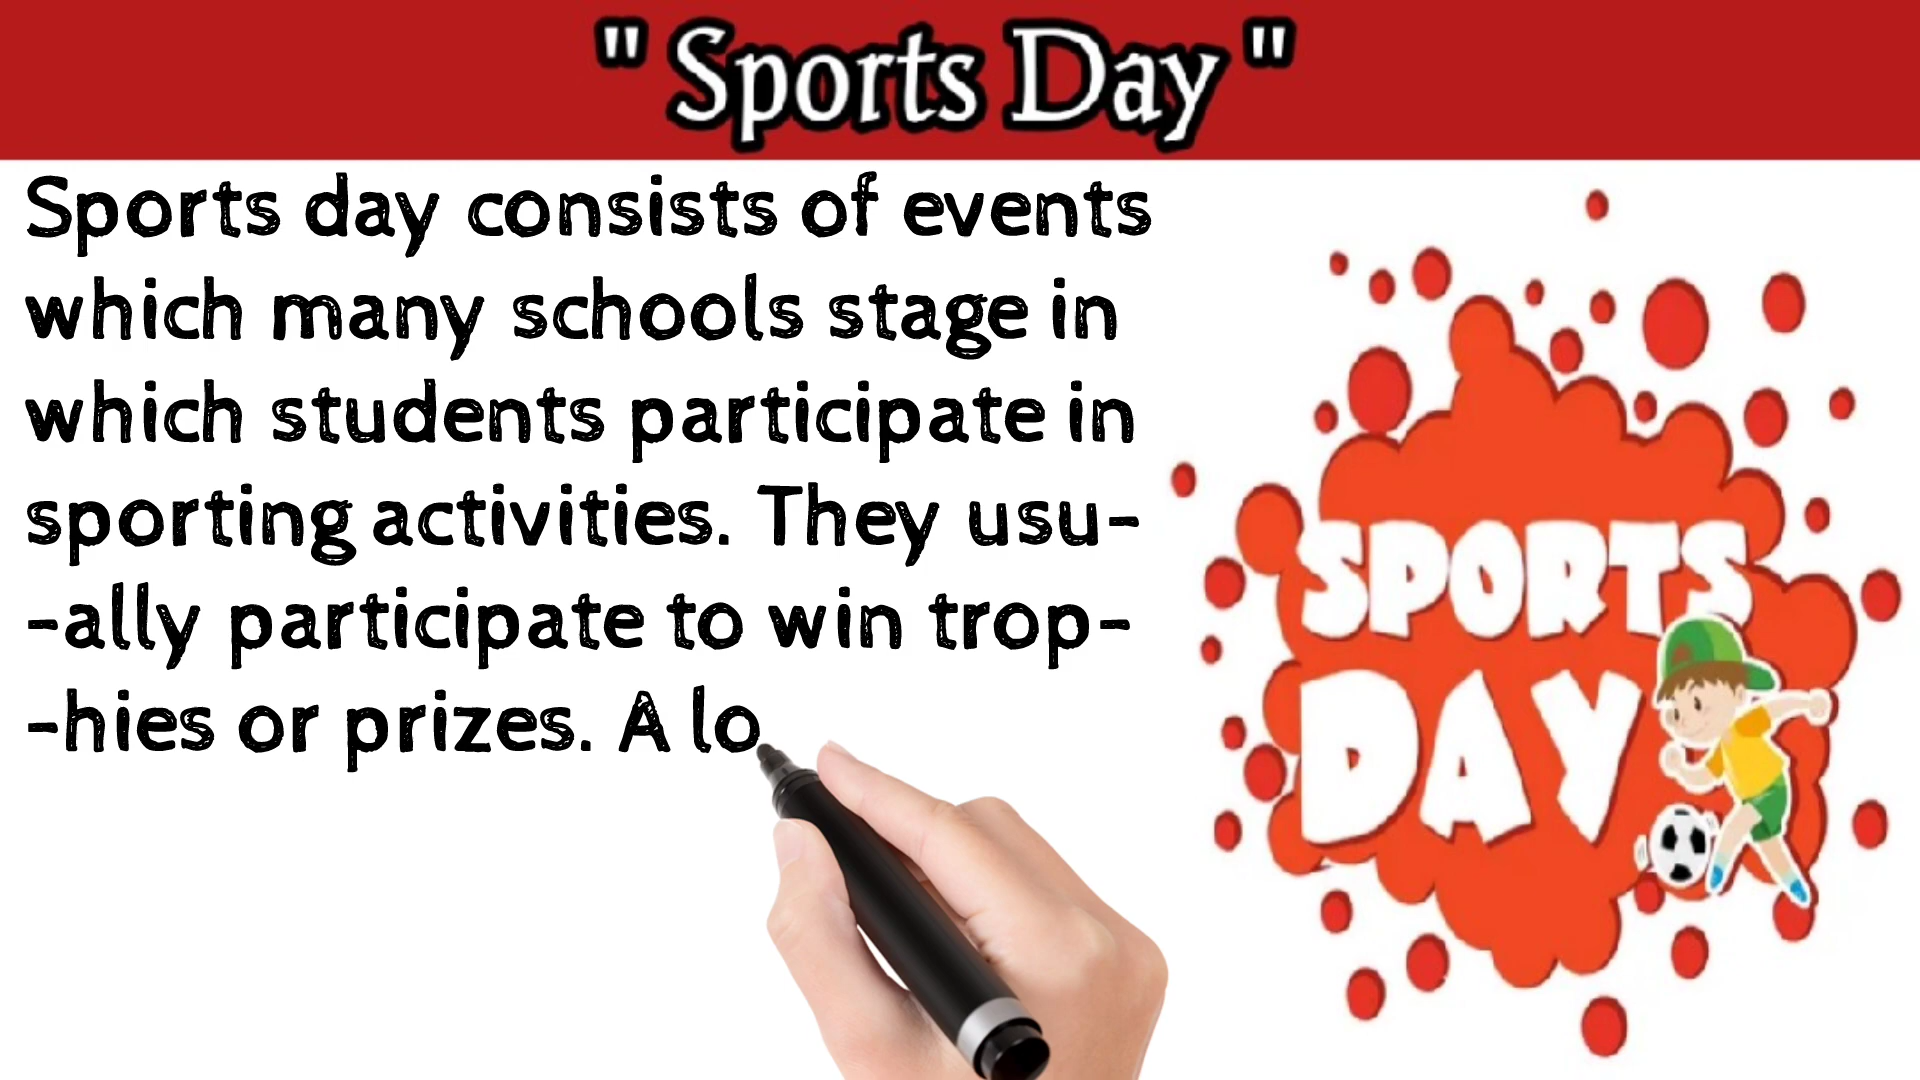 " Sports Day "
Sports day consists of events
which many schools stage in
which students participate in
sporting activities. They usu-
-ally participate to win trop-
-hies or prizes. A lo
SPORTS
DAY